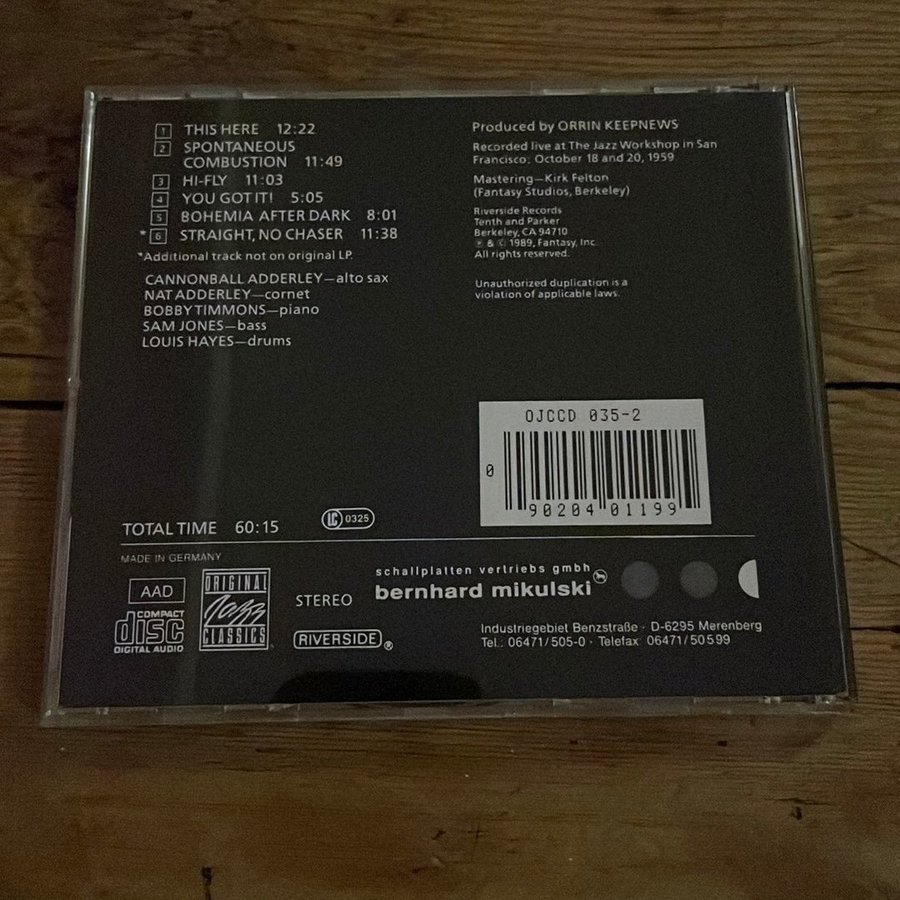 1 THIS HERE 12:22
2 SPONTANEOUS
COMBUSTION 11:49
3 HI-FLY 11:03
4 YOU GOT IT! 5:05
5 BOHEMIA AFTER DARK 8:01
* 6 STRAIGHT, NO CHASER 11:38
*Additional track not on original LP.
CANNONBALL ADDERLEY—alto sax
NAT ADDERLEY—cornet
BOBBY TIMMONS—piano
SAM JONES—bass
LOUIS HAYES—drums
Produced by ORRIN KEEPNEWS
Recorded live at The Jazz Workshop in San
Francisco; October 18 and 20, 1959
Mastering—Kirk Felton
(Fantasy Studios, Berkeley)
Riverside Records
Tenth and Parker
Berkeley, CA 94710
℗ & © 1989, Fantasy, Inc.
All rights reserved.
Unauthorized duplication is a
violation of applicable laws.
OJCCD 035-2
0 90204 01199
TOTAL TIME 60:15
LC 0325
MADE IN GERMANY
AAD
COMPACT
disc
DIGITAL AUDIO
ORIGINAL
Jazz
CLASSICS
STEREO
RIVERSIDE ®
schallplatten vertriebs gmbh
bernhard mikulski
Industriegebiet Benzstraße · D-6295 Merenberg
Tel.: 06471/505-0 · Telefax: 06471/50599